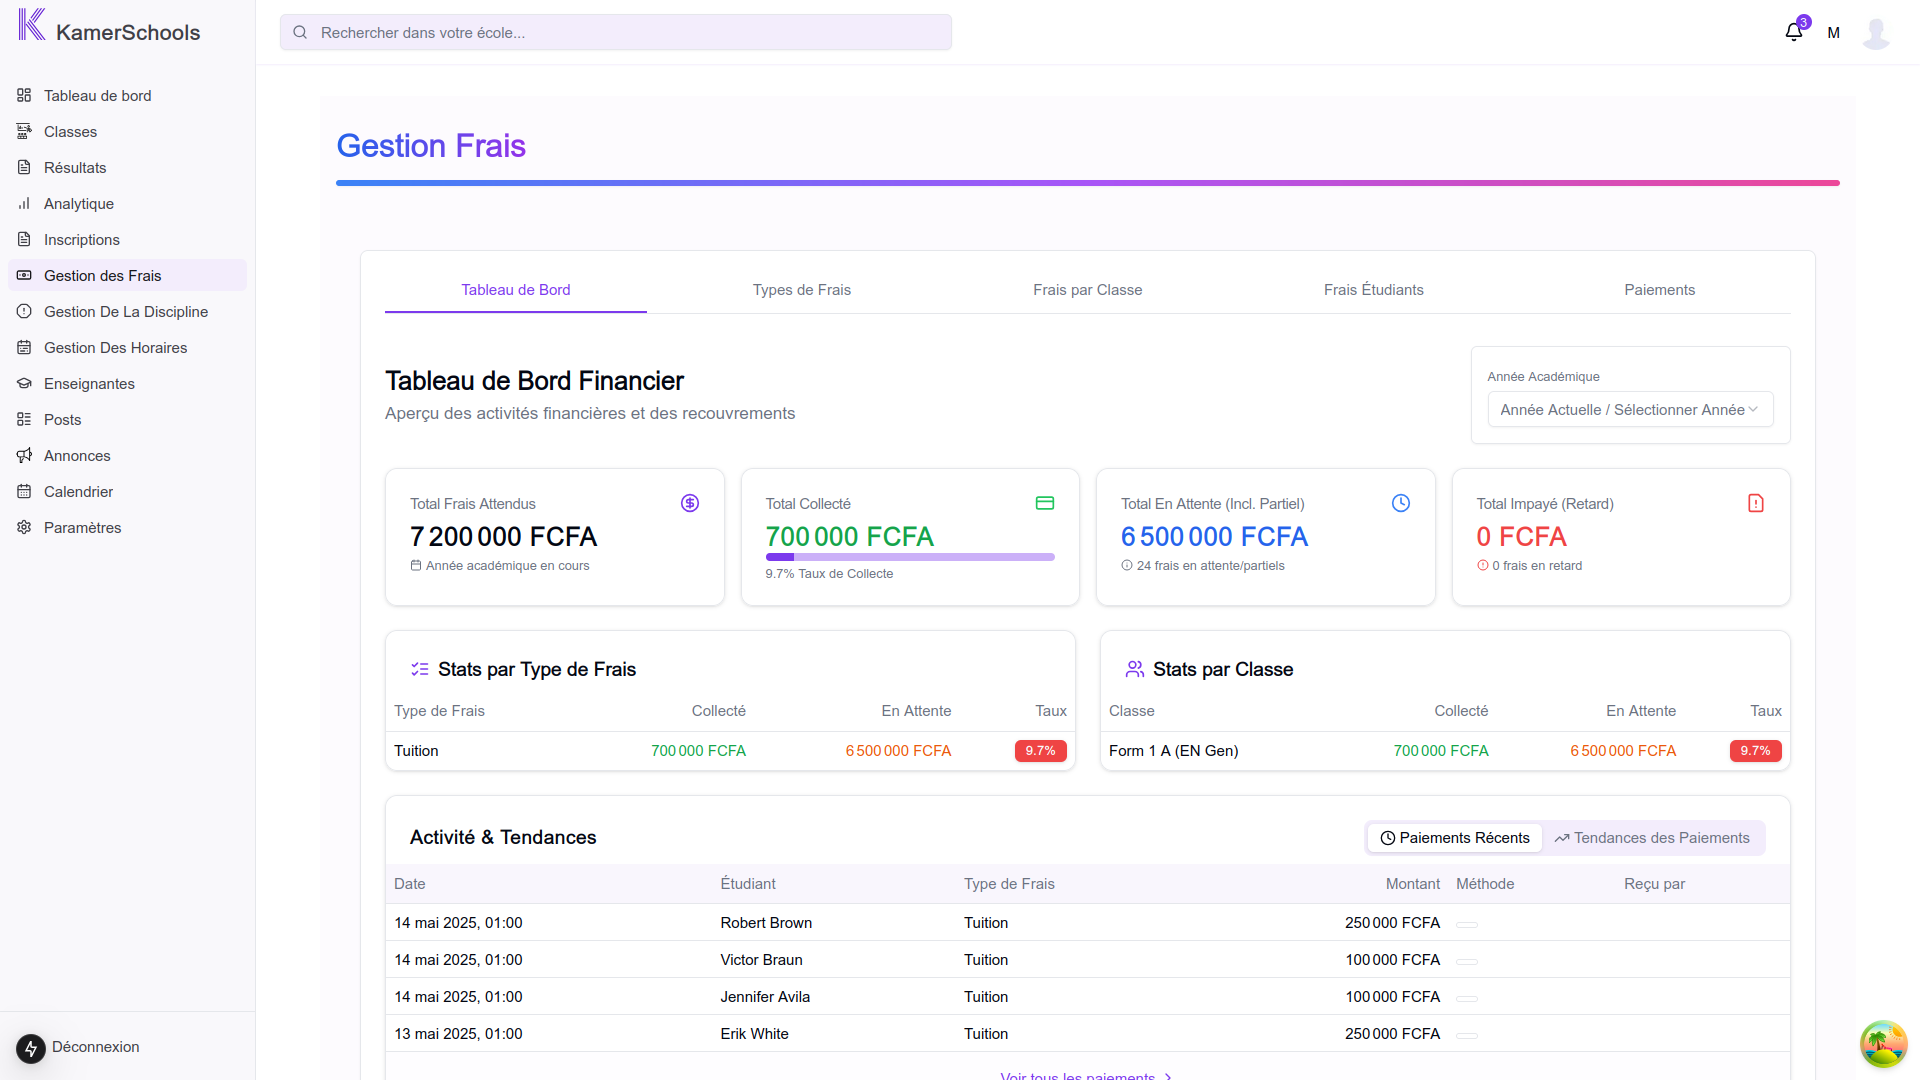 KamerSchools
Rechercher dans votre école...
3
M
Tableau de bord
Classes
Résultats
Analytique
Inscriptions
Gestion des Frais
Gestion De La Discipline
Gestion Des Horaires
Enseignantes
Posts
Annonces
Calendrier
Paramètres
Déconnexion
Gestion Frais
Tableau de Bord
Types de Frais
Frais par Classe
Frais Étudiants
Paiements
Tableau de Bord Financier
Aperçu des activités financières et des recouvrements
Année Académique
Année Actuelle / Sélectionner Année
Total Frais Attendus
7 200 000 FCFA
Année académique en cours
Total Collecté
700 000 FCFA
9.7% Taux de Collecte
Total En Attente (Incl. Partiel)
6 500 000 FCFA
24 frais en attente/partiels
Total Impayé (Retard)
0 FCFA
0 frais en retard
Stats par Type de Frais
Type de Frais Collecté En Attente Taux
Tuition 700 000 FCFA 6 500 000 FCFA 9.7%
Stats par Classe
Classe Collecté En Attente Taux
Form 1 A (EN Gen) 700 000 FCFA 6 500 000 FCFA 9.7%
Activité & Tendances
Paiements Récents
Tendances des Paiements
Date Étudiant Type de Frais Montant Méthode Reçu par
14 mai 2025, 01:00 Robert Brown Tuition 250 000 FCFA
14 mai 2025, 01:00 Victor Braun Tuition 100 000 FCFA
14 mai 2025, 01:00 Jennifer Avila Tuition 100 000 FCFA
13 mai 2025, 01:00 Erik White Tuition 250 000 FCFA
Voir tous les paiements